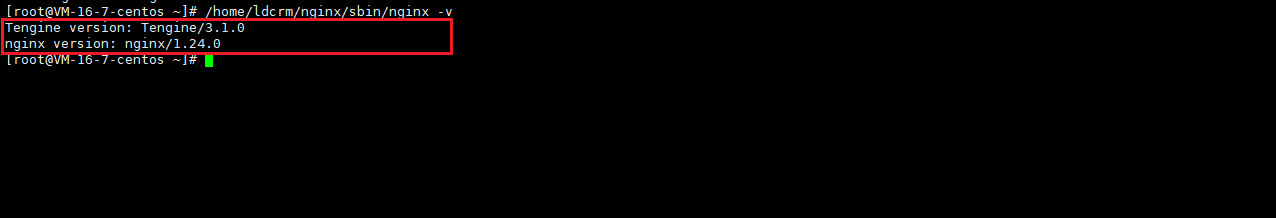 [root@VM-16-7-centos ~]# /home/ldcrm/nginx/sbin/nginx -v
Tengine version: Tengine/3.1.0
nginx version: nginx/1.24.0
[root@VM-16-7-centos ~]#